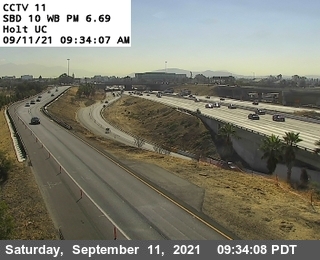 CCTV 11
SBD 10 WB PM 6.69
Holt UC
09/11/21 09:34:07 AM
Saturday, September 11, 2021 09:34:08 PDT